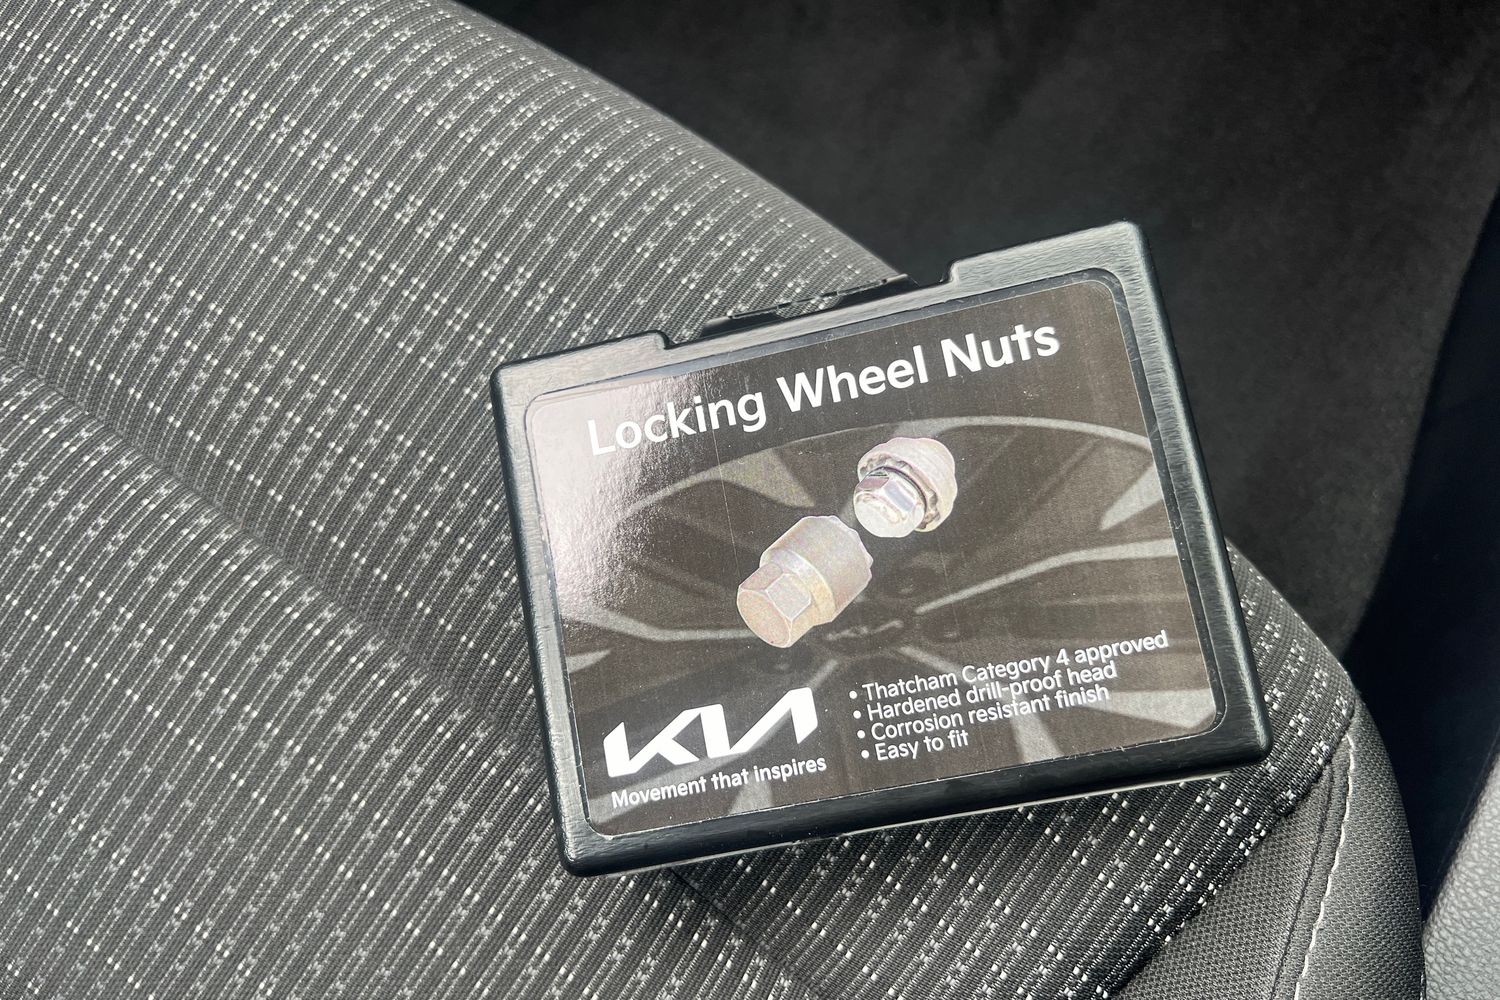 Locking Wheel Nuts
KIA
Movement that inspires
• Thatcham Category 4 approved
• Hardened drill-proof head
• Corrosion resistant finish
• Easy to fit